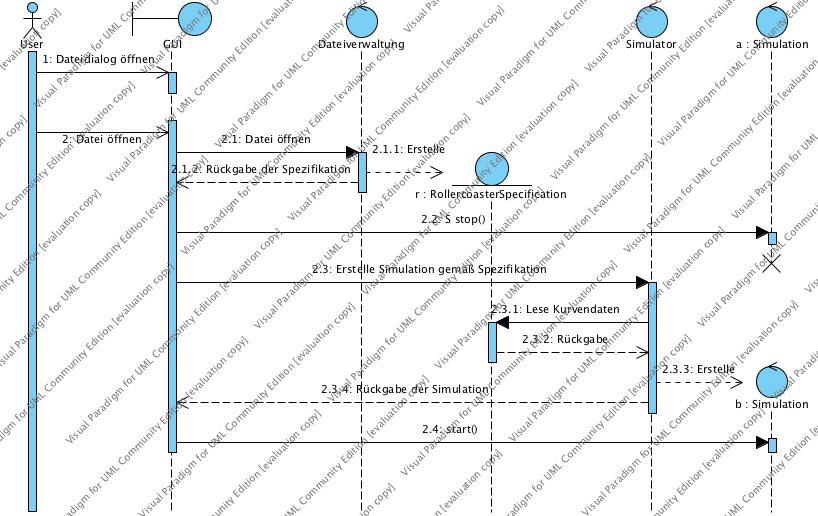 User
GUI
Dateiverwaltung
Simulator
a : Simulation
1: Dateidialog öffnen
2: Datei öffnen
2.1: Datei öffnen
2.1.1: Erstelle
2.1.2: Rückgabe der Spezifikation
r : RollercoasterSpecification
2.2: S stop()
2.3: Erstelle Simulation gemäß Spezifikation
2.3.1: Lese Kurvendaten
2.3.2: Rückgabe
2.3.3: Erstelle
2.3.4: Rückgabe der Simulation
b : Simulation
2.4: start()
Visual Paradigm for UML Community Edition [evaluation copy]